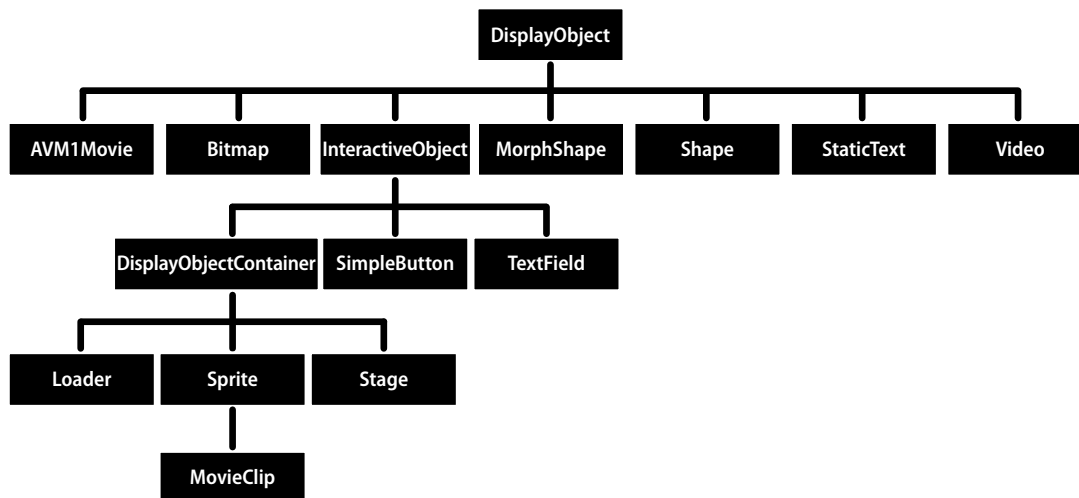 DisplayObject
AVM1Movie
Bitmap
InteractiveObject
MorphShape
Shape
StaticText
Video
DisplayObjectContainer
SimpleButton
TextField
Loader
Sprite
Stage
MovieClip